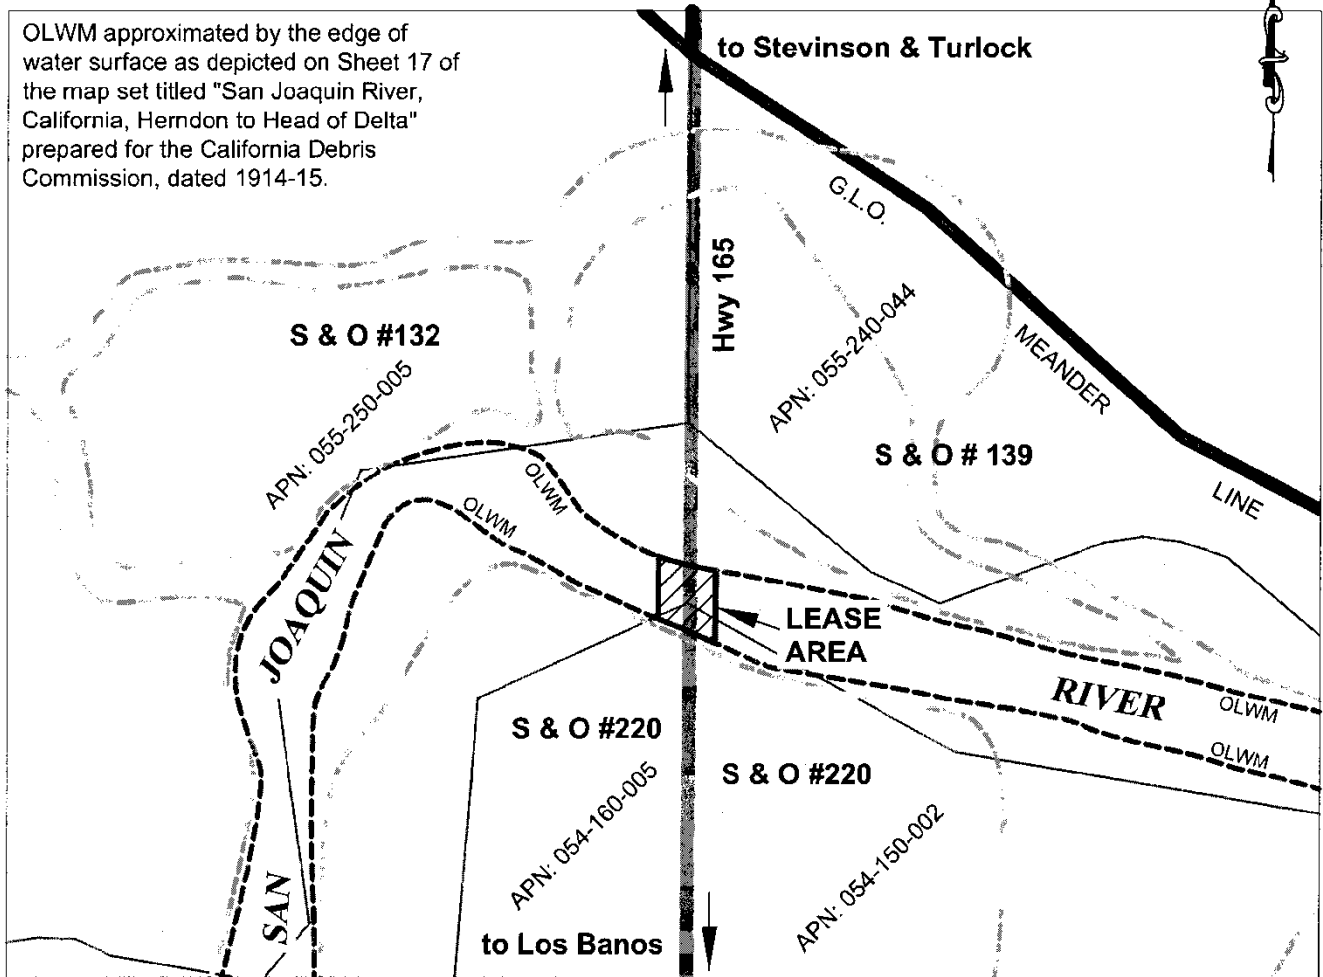 OLWM approximated by the edge of
water surface as depicted on Sheet 17 of
the map set titled "San Joaquin River,
California, Herndon to Head of Delta"
prepared for the California Debris
Commission, dated 1914-15.
to Stevinson & Turlock
G.L.O.
MEANDER
LINE
Hwy 165
S & O #132
APN: 055-250-005
APN: 055-240-044
S & O # 139
OLWM
OLWM
JOAQUIN
LEASE
AREA
RIVER
OLWM
OLWM
S & O #220
S & O #220
APN: 054-160-005
APN: 054-150-002
SAN
to Los Banos